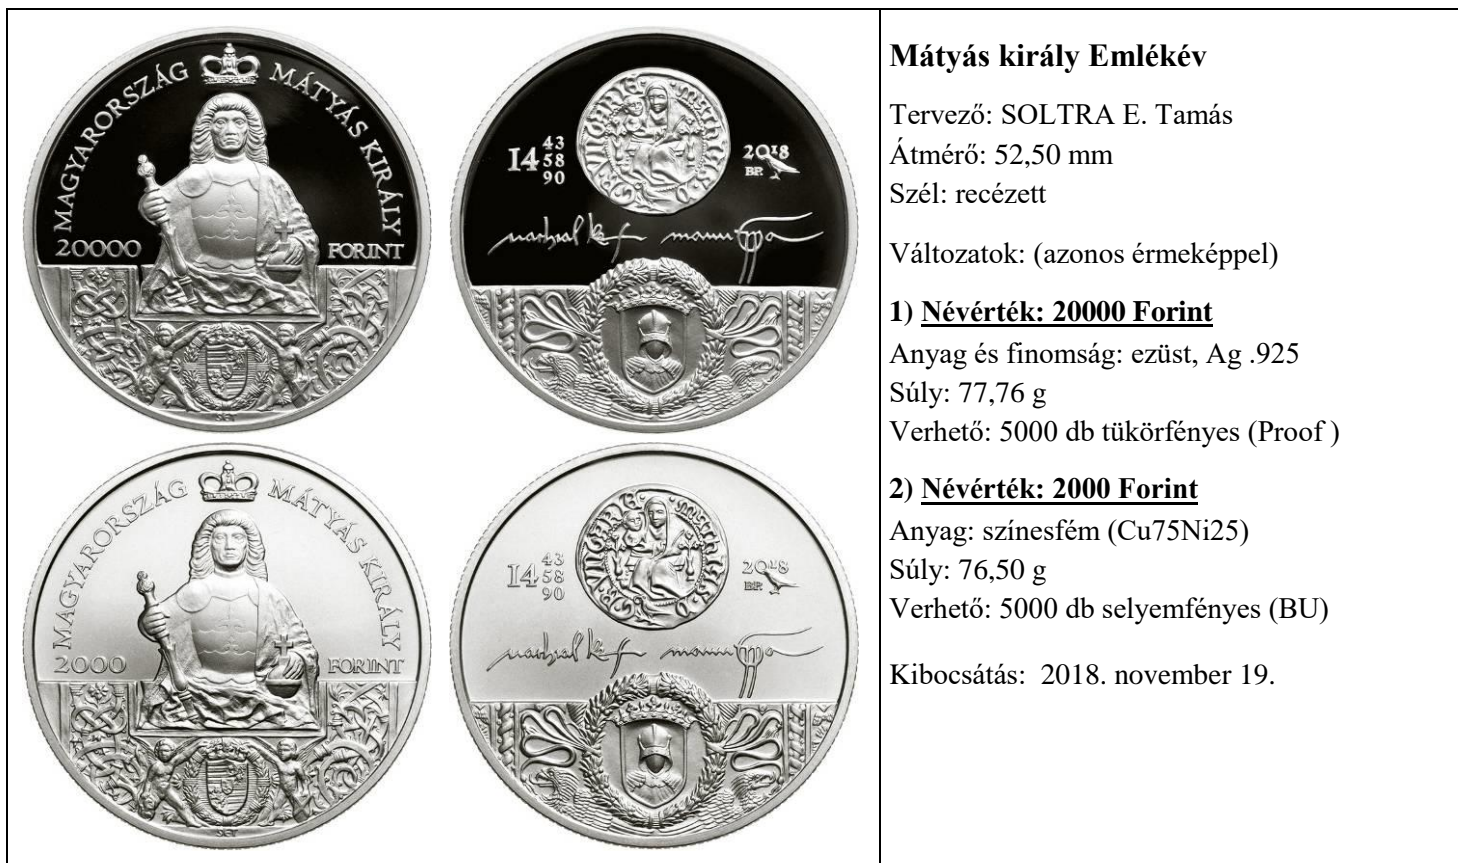 MAGYARORSZÁG MÁTYÁS KIRÁLY
20000 FORINT
SET
14 43 58 90
2018
BP.
MAGYARORSZÁG MÁTYÁS KIRÁLY
2000 FORINT
SET
14 43 58 90
2018
BP.
Mátyás király Emlékév
Tervező: SOLTRA E. Tamás
Átmérő: 52,50 mm
Szél: recézett
Változatok: (azonos érmeképpel)
1) Névérték: 20000 Forint
Anyag és finomság: ezüst, Ag .925
Súly: 77,76 g
Verhető: 5000 db tükörfényes (Proof )
2) Névérték: 2000 Forint
Anyag: színesfém (Cu75Ni25)
Súly: 76,50 g
Verhető: 5000 db selyemfényes (BU)
Kibocsátás: 2018. november 19.